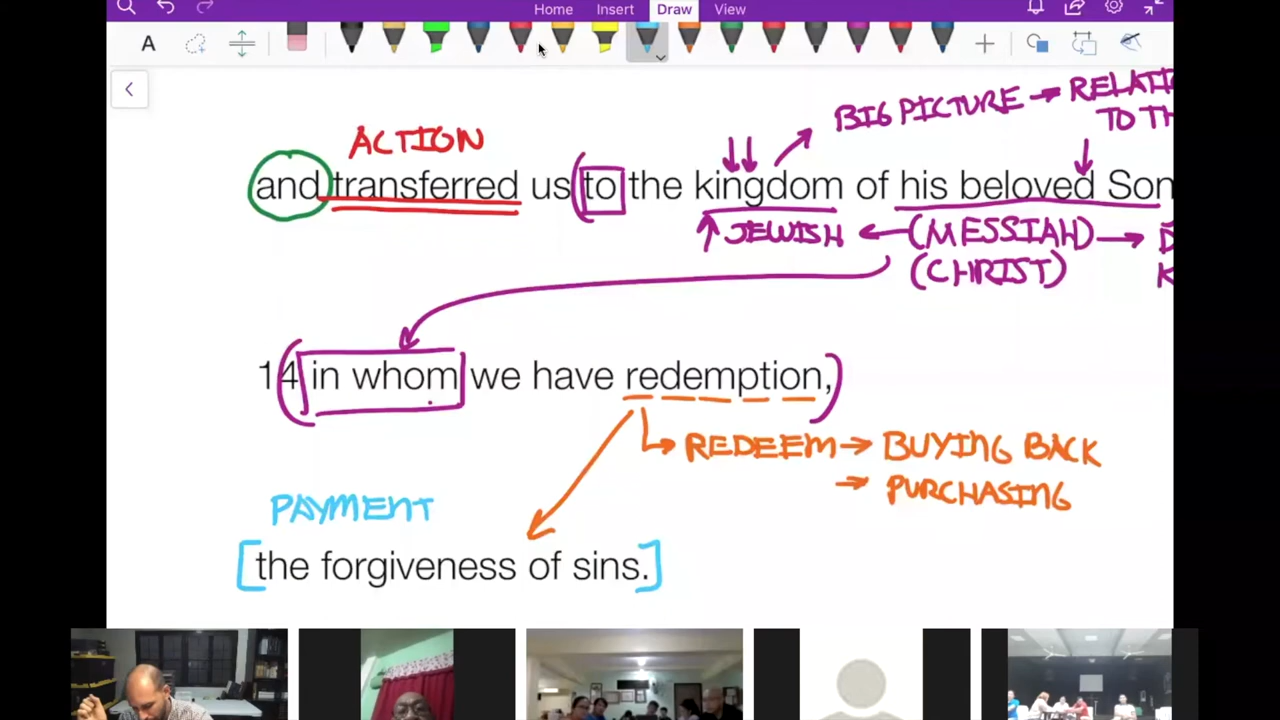 Home Insert Draw View
A
BIG PICTURE → RELATI
TO TH
ACTION
and transferred us (to the kingdom of his beloved Son
↑ JEWISH ← (MESSIAH) →
(CHRIST)
14 (in whom we have redemption,)
→ REDEEM → BUYING BACK
→ PURCHASING
PAYMENT
[the forgiveness of sins.]